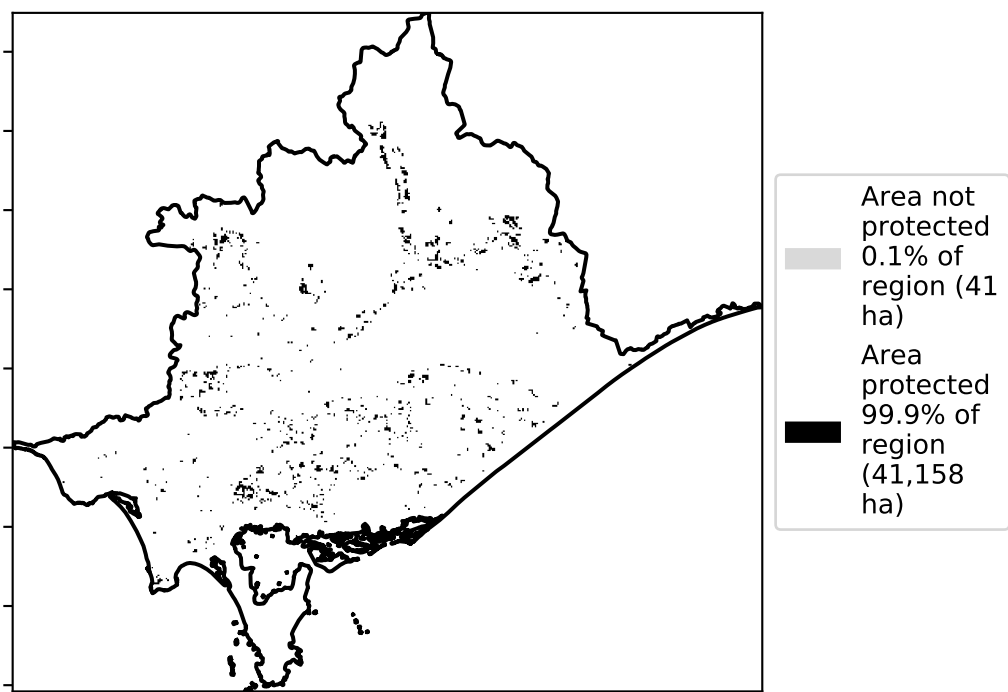 Area not
protected
0.1% of
region (41
ha)
Area
protected
99.9% of
region
(41,158
ha)